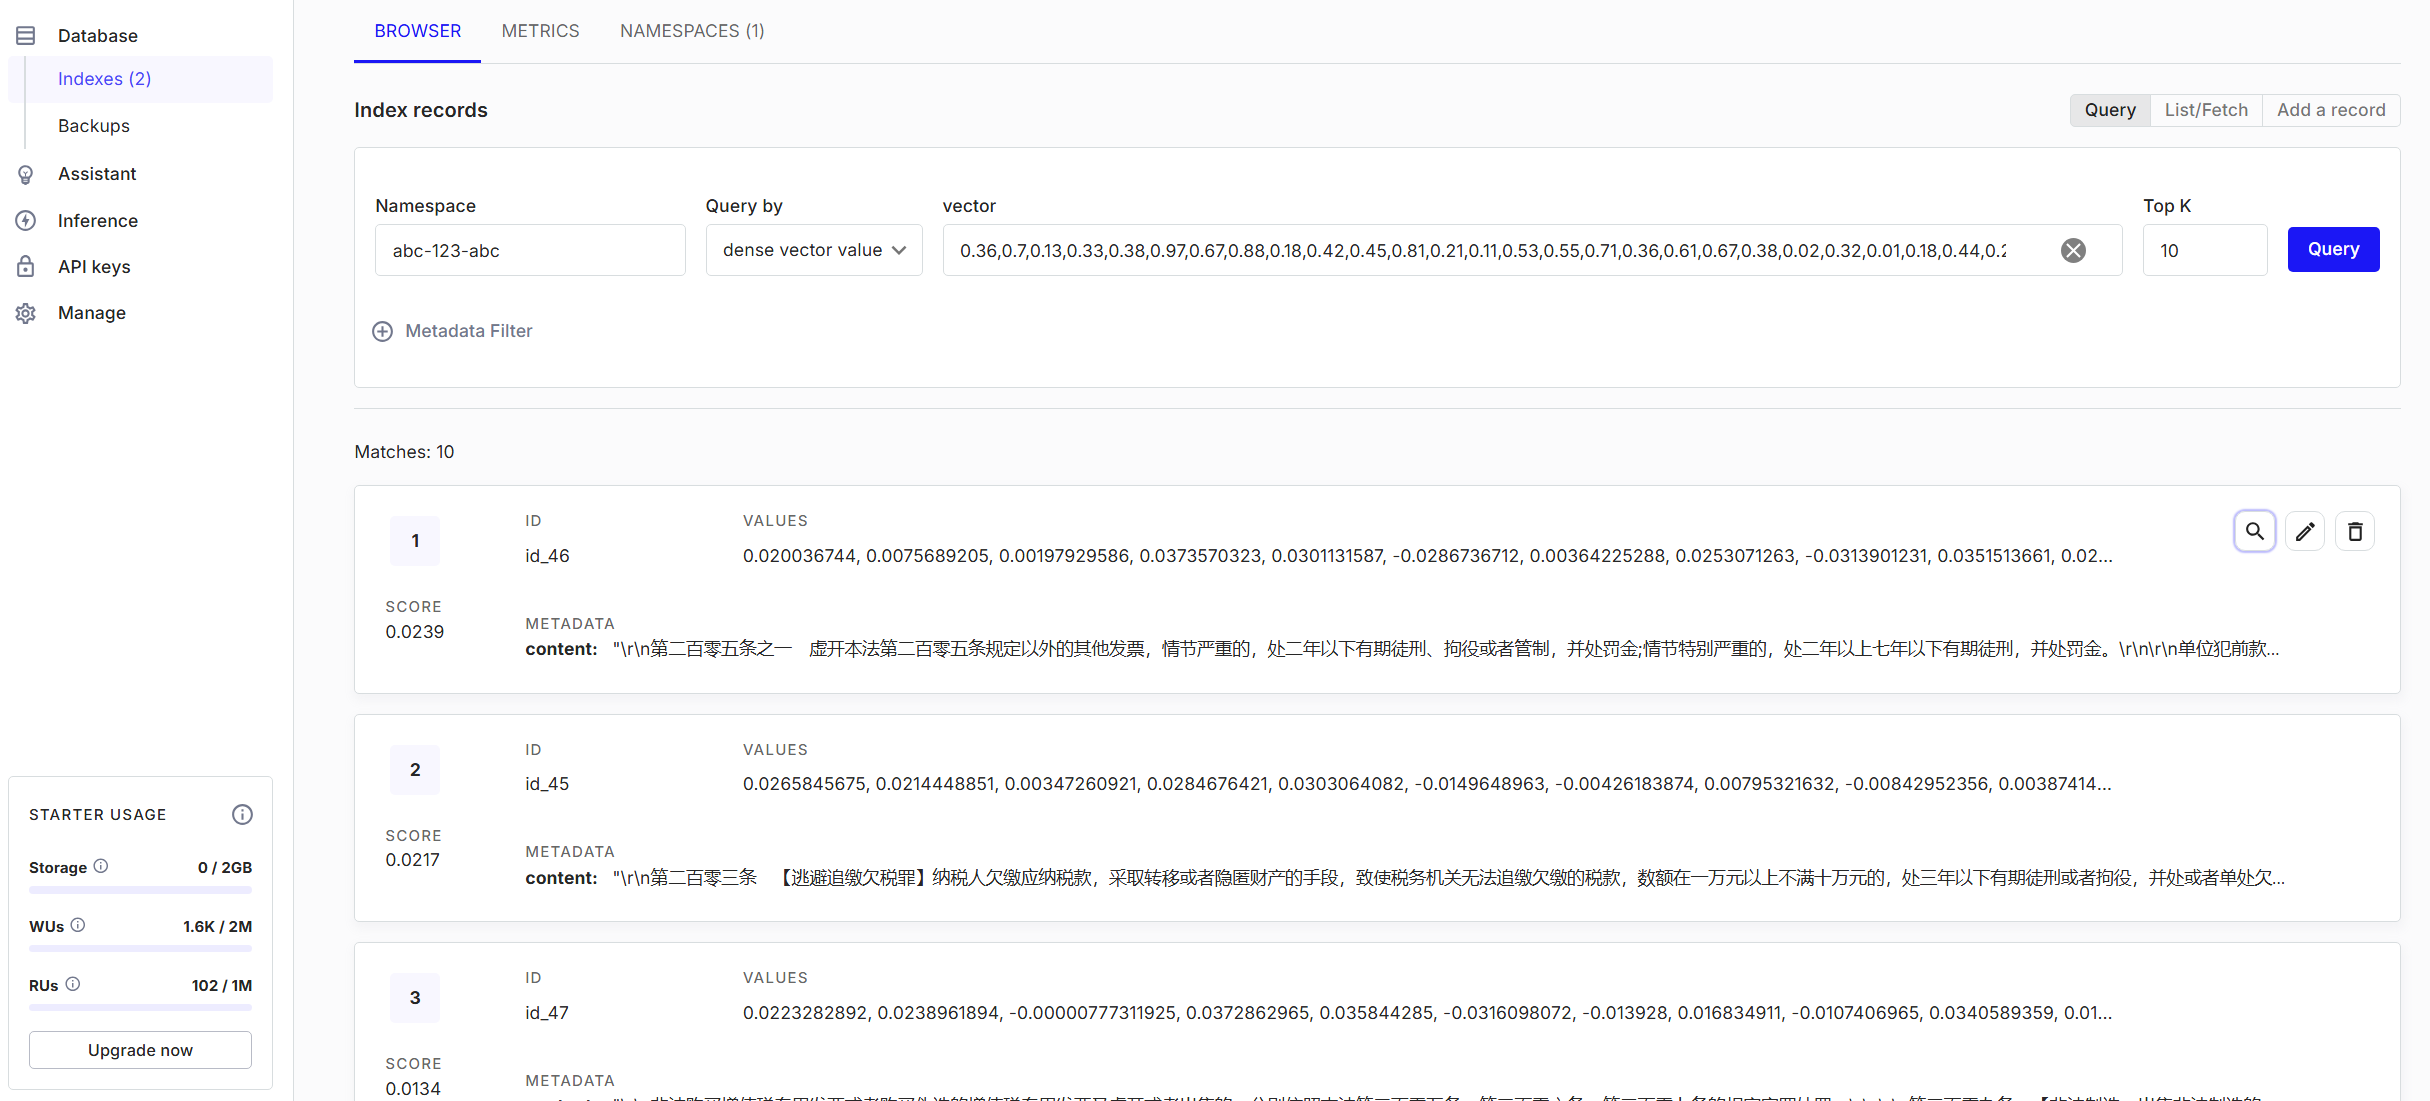 Database
Indexes (2)
Backups
Assistant
Inference
API keys
Manage
STARTER USAGE
Storage 0 / 2GB
WUs 1.6K / 2M
RUs 102 / 1M
Upgrade now
BROWSER METRICS NAMESPACES (1)
Index records
Query List/Fetch Add a record
Namespace Query by vector Top K
abc-123-abc dense vector value 0.36,0.7,0.13,0.33,0.38,0.97,0.67,0.88,0.18,0.42,0.45,0.81,0.21,0.11,0.53,0.55,0.71,0.36,0.61,0.67,0.38,0.02,0.32,0.01,0.18,0.44,0.2 10 Query
Metadata Filter
Matches: 10
1
ID VALUES
id_46 0.020036744, 0.0075689205, 0.00197929586, 0.0373570323, 0.0301131587, -0.0286736712, 0.00364225288, 0.0253071263, -0.0313901231, 0.0351513661, 0.02...
SCORE
0.0239
METADATA
content: "\r\n第二百零五条之一　虚开本法第二百零五条规定以外的其他发票，情节严重的，处二年以下有期徒刑、拘役或者管制，并处罚金;情节特别严重的，处二年以上七年以下有期徒刑，并处罚金。\r\n\r\n单位犯前款...
2
ID VALUES
id_45 0.0265845675, 0.0214448851, 0.00347260921, 0.0284676421, 0.0303064082, -0.0149648963, -0.00426183874, 0.00795321632, -0.00842952356, 0.00387414...
SCORE
0.0217
METADATA
content: "\r\n第二百零三条　【逃避追缴欠税罪】纳税人欠缴应纳税款，采取转移或者隐匿财产的手段，致使税务机关无法追缴欠缴的税款，数额在一万元以上不满十万元的，处三年以下有期徒刑或者拘役，并处或者单处欠...
3
ID VALUES
id_47 0.0223282892, 0.0238961894, -0.00000777311925, 0.0372862965, 0.035844285, -0.0316098072, -0.013928, 0.016834911, -0.0107406965, 0.0340589359, 0.01...
SCORE
0.0134
METADATA